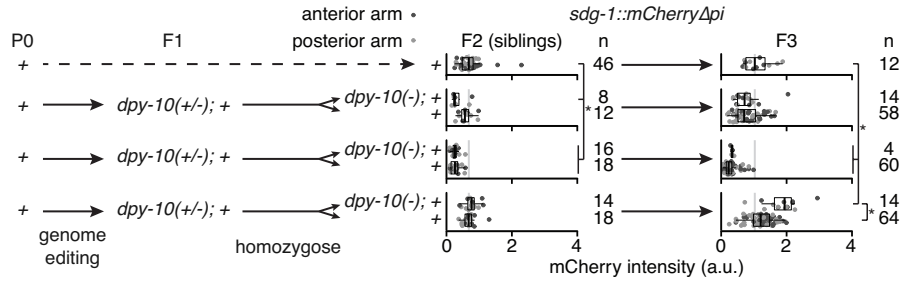 anterior arm
sdg-1::mCherryΔpi
P0 F1 posterior arm F2 (siblings) n F3 n
+ + 46 12
dpy-10(-); + 8 14
+ dpy-10(+/-); + + * 12 58 *
dpy-10(-); + 16 4
+ dpy-10(+/-); + + 18 60
dpy-10(-); + 14 14
+ dpy-10(+/-); + + 18 64 *
genome editing homozygose 0 2 4 0 2 4
mCherry intensity (a.u.)